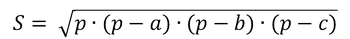 S = √p · (p − a) · (p − b) · (p − c)